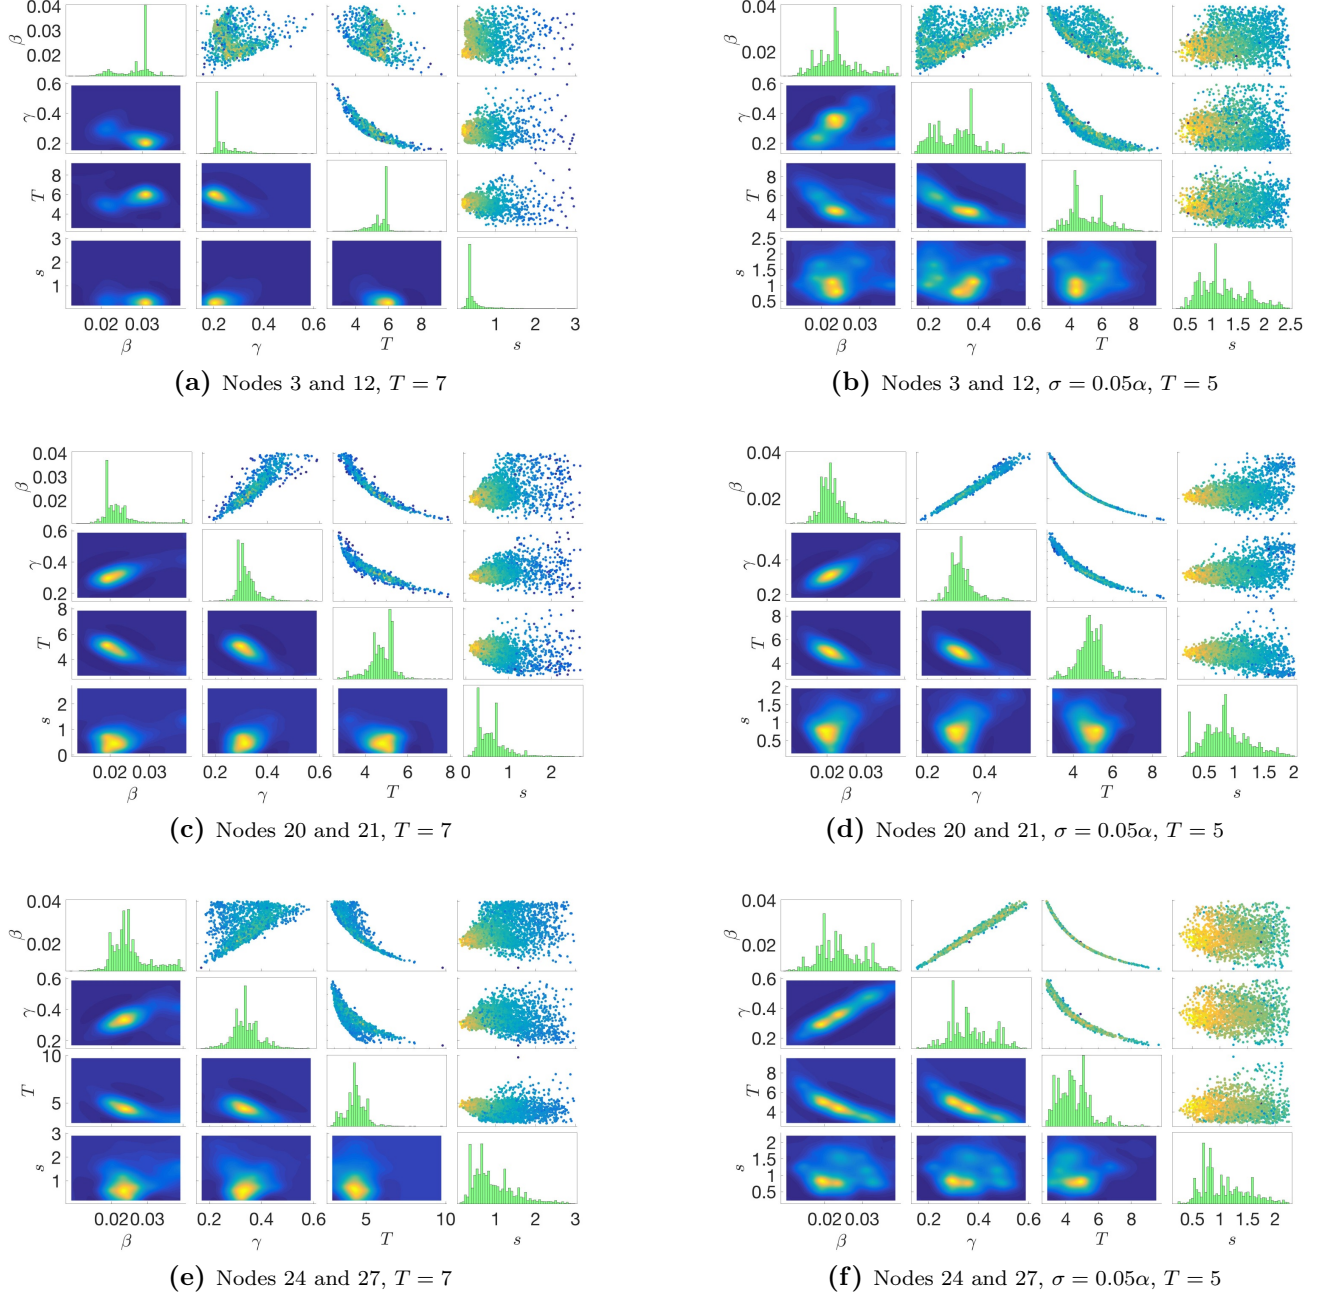 0.04 β 0.02
0.6 γ 0.4 0.2
8 T 6 4
3 s 2 1
0.02 0.03 0.2 0.4 0.6 4 6 8 1 2 3
β γ T s
(a) Nodes 3 and 12, T = 7
0.04 β 0.02
0.6 γ 0.4 0.2
8 T 6 4
2.5 2 s 1.5 1 0.5
0.02 0.03 0.2 0.4 0.6 4 6 8 0.5 1 1.5 2 2.5
β γ T s
(b) Nodes 3 and 12, σ = 0.05α, T = 5
0.04 β 0.03 0.02
0.6 γ 0.4 0.2
8 T 6 4
2 s 1 0
0.02 0.03 0.2 0.4 0.6 4 6 8 0 1 2
β γ T s
(c) Nodes 20 and 21, T = 7
0.04 β 0.02
γ 0.4 0.2
8 T 6 4
2 s 1.5 1 0.5
0.02 0.03 0.2 0.4 4 6 8 0.5 1 1.5 2
β γ T s
(d) Nodes 20 and 21, σ = 0.05α, T = 5
0.04 β 0.02
0.6 γ 0.4 0.2
10 T 5
3 s 2 1
0.02 0.03 0.2 0.4 0.6 5 10 0 1 2 3
β γ T s
(e) Nodes 24 and 27, T = 7
0.04 β 0.02
0.6 γ 0.4 0.2
8 T 6 4
2 s 1.5 1 0.5
0.02 0.03 0.2 0.4 0.6 4 6 8 0.5 1 1.5 2
β γ T s
(f) Nodes 24 and 27, σ = 0.05α, T = 5